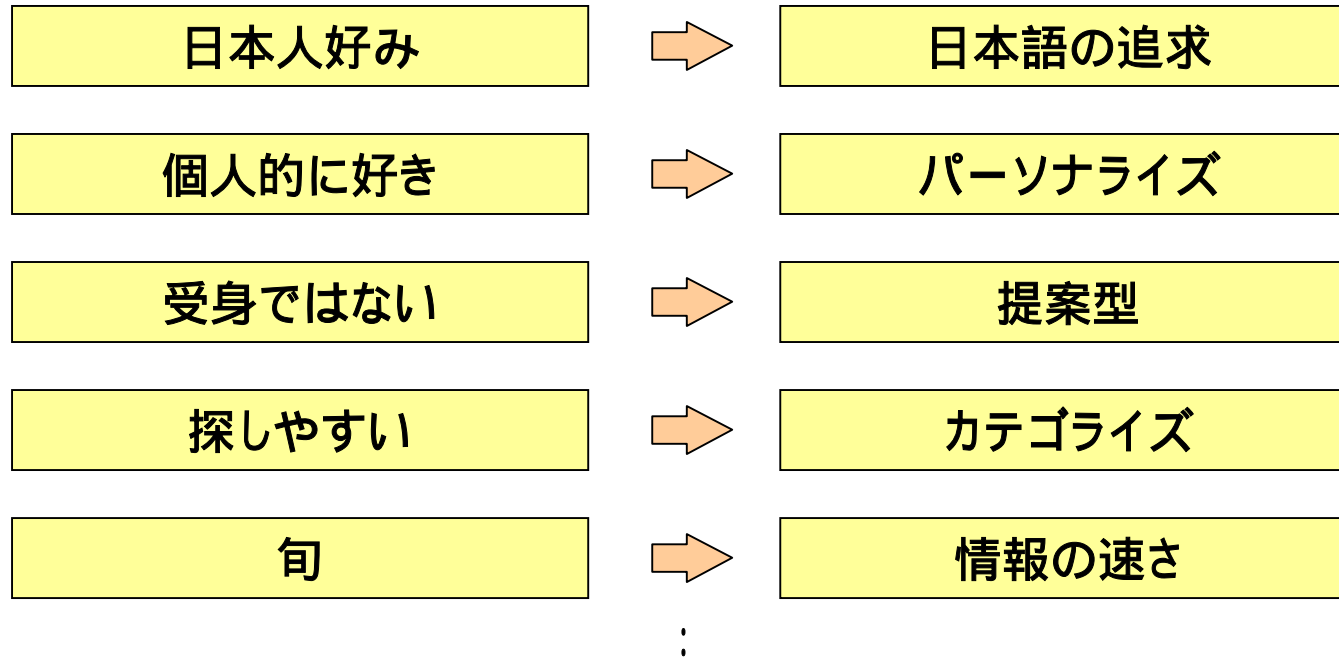 日本人好み 日本語の追求
個人的に好き パーソナライズ
受身ではない 提案型
探しやすい カテゴライズ
旬 情報の速さ
: